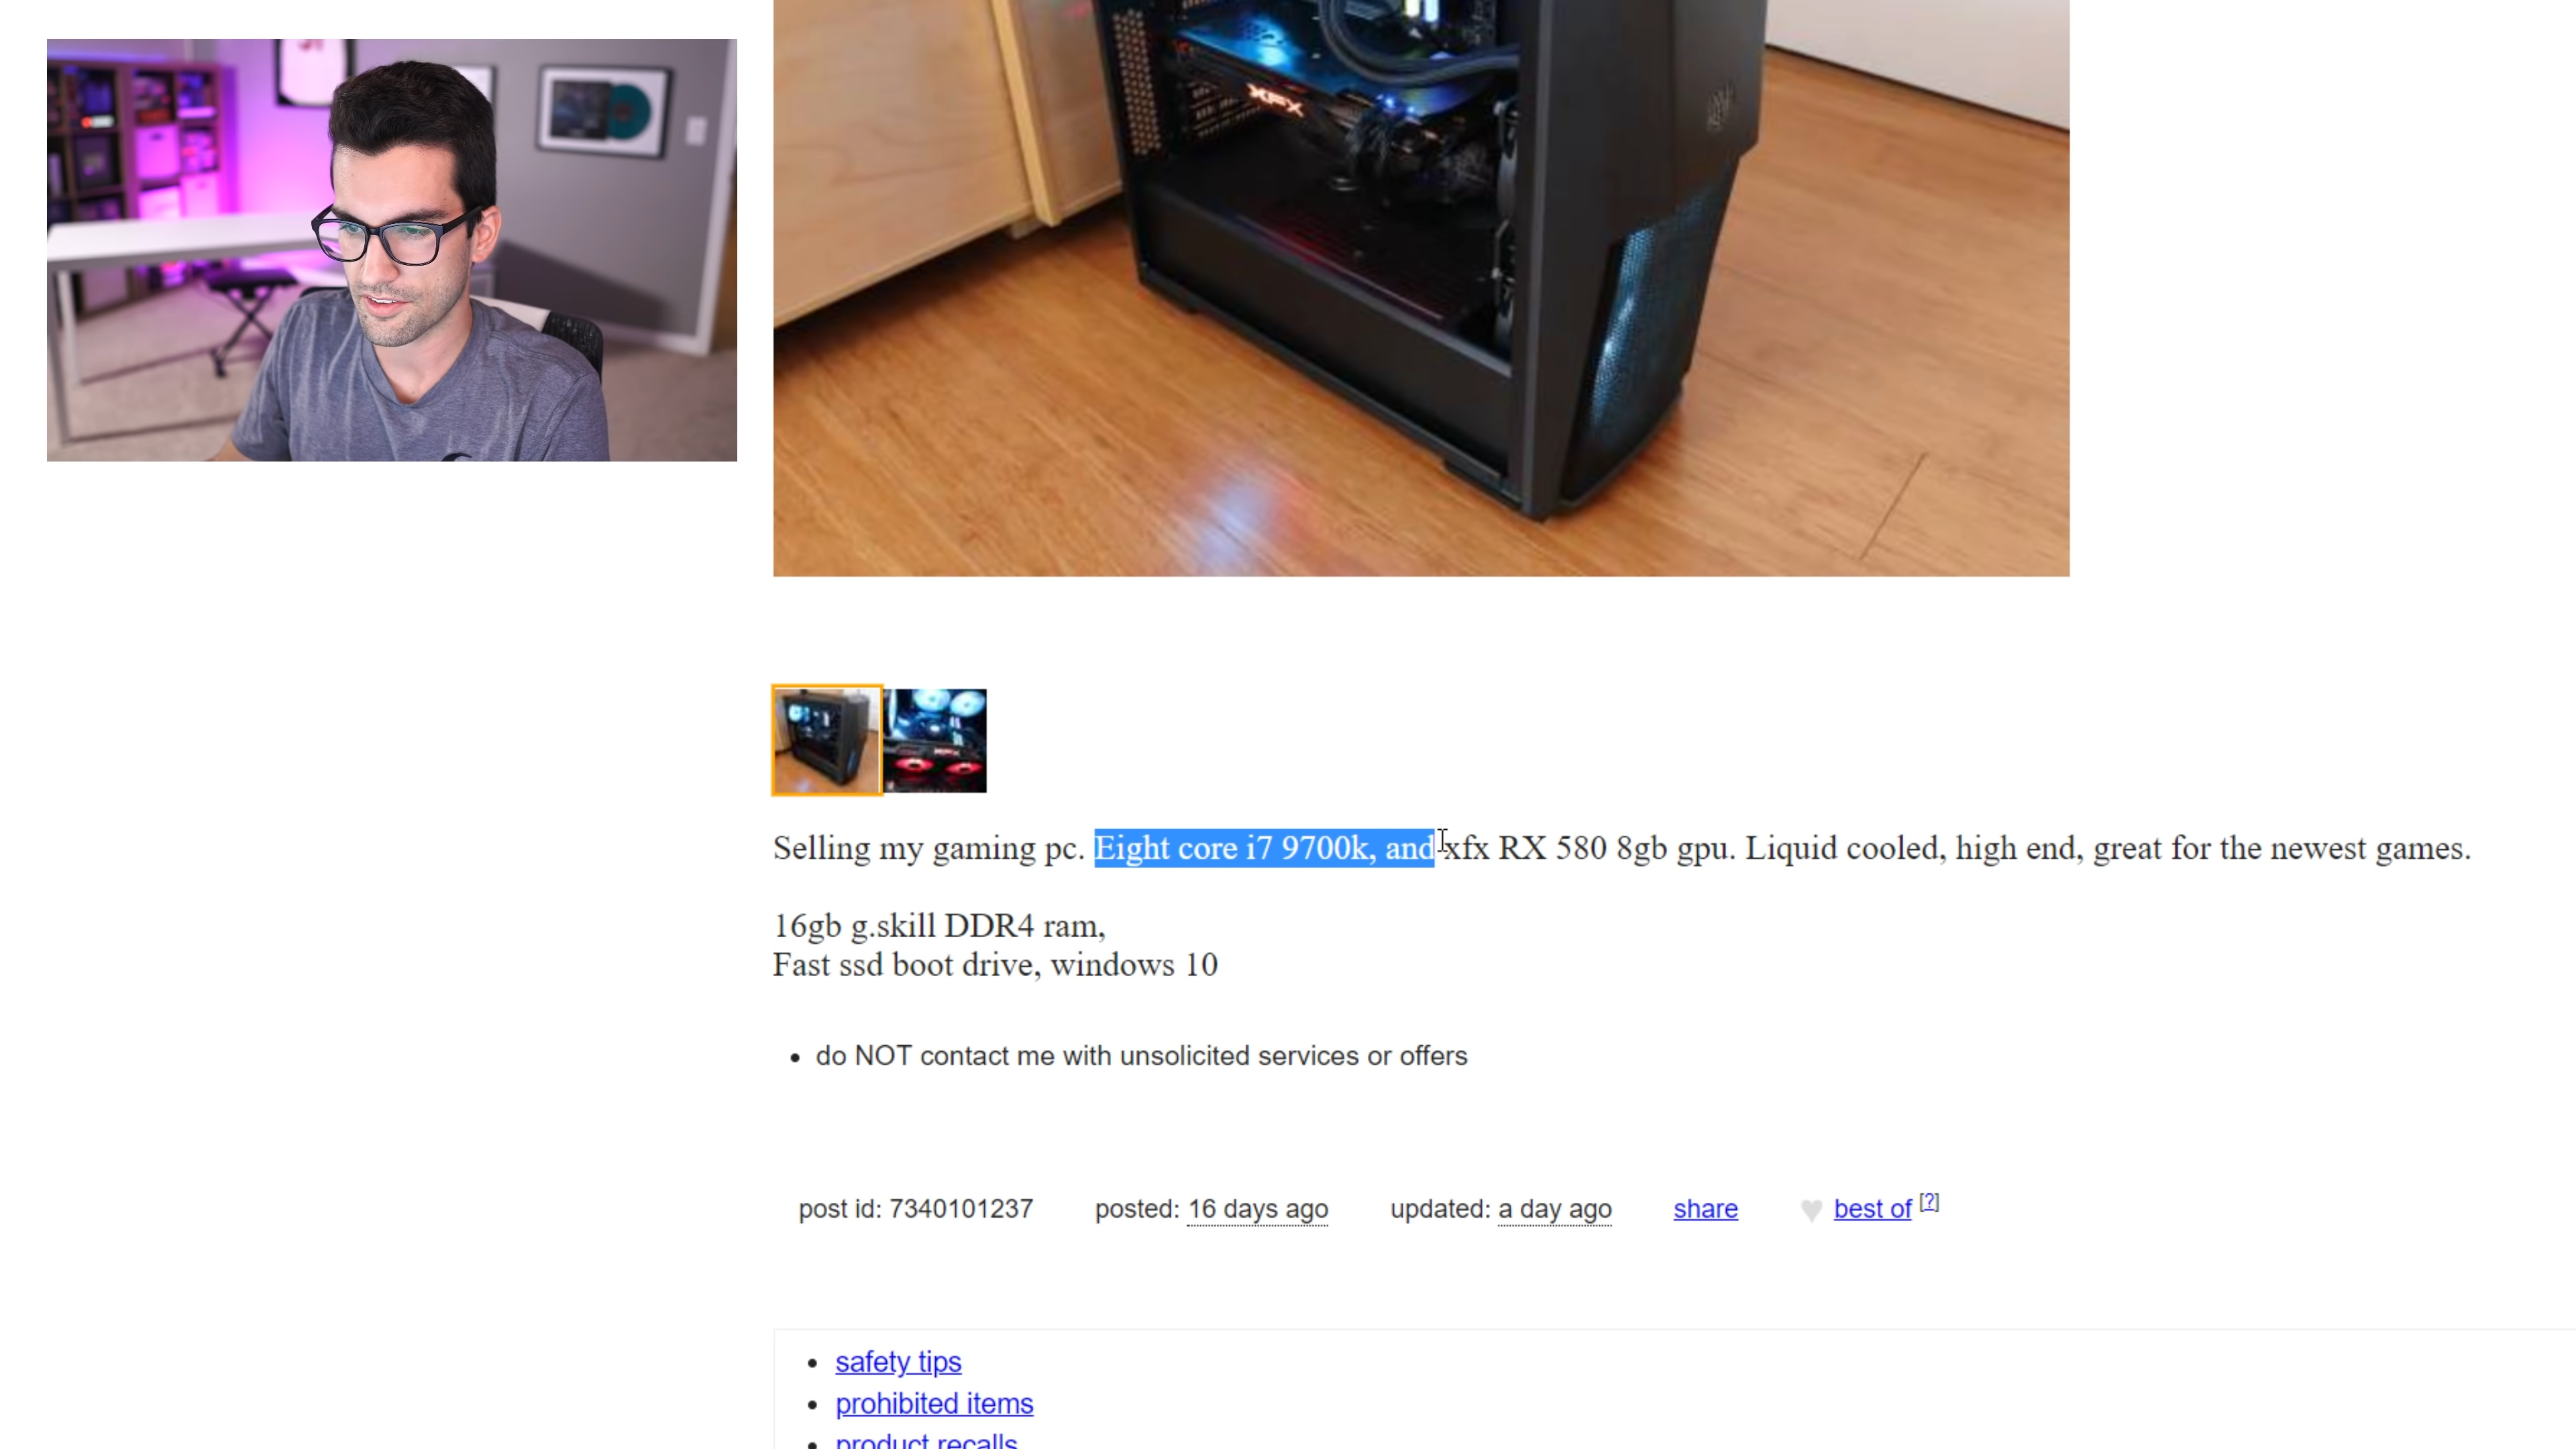 XFX
Selling my gaming pc. Eight core i7 9700k, and xfx RX 580 8gb gpu. Liquid cooled, high end, great for the newest games.
16gb g.skill DDR4 ram,
Fast ssd boot drive, windows 10
• do NOT contact me with unsolicited services or offers
post id: 7340101237 posted: 16 days ago updated: a day ago share ♥ best of [?]
• safety tips
• prohibited items
• product recalls